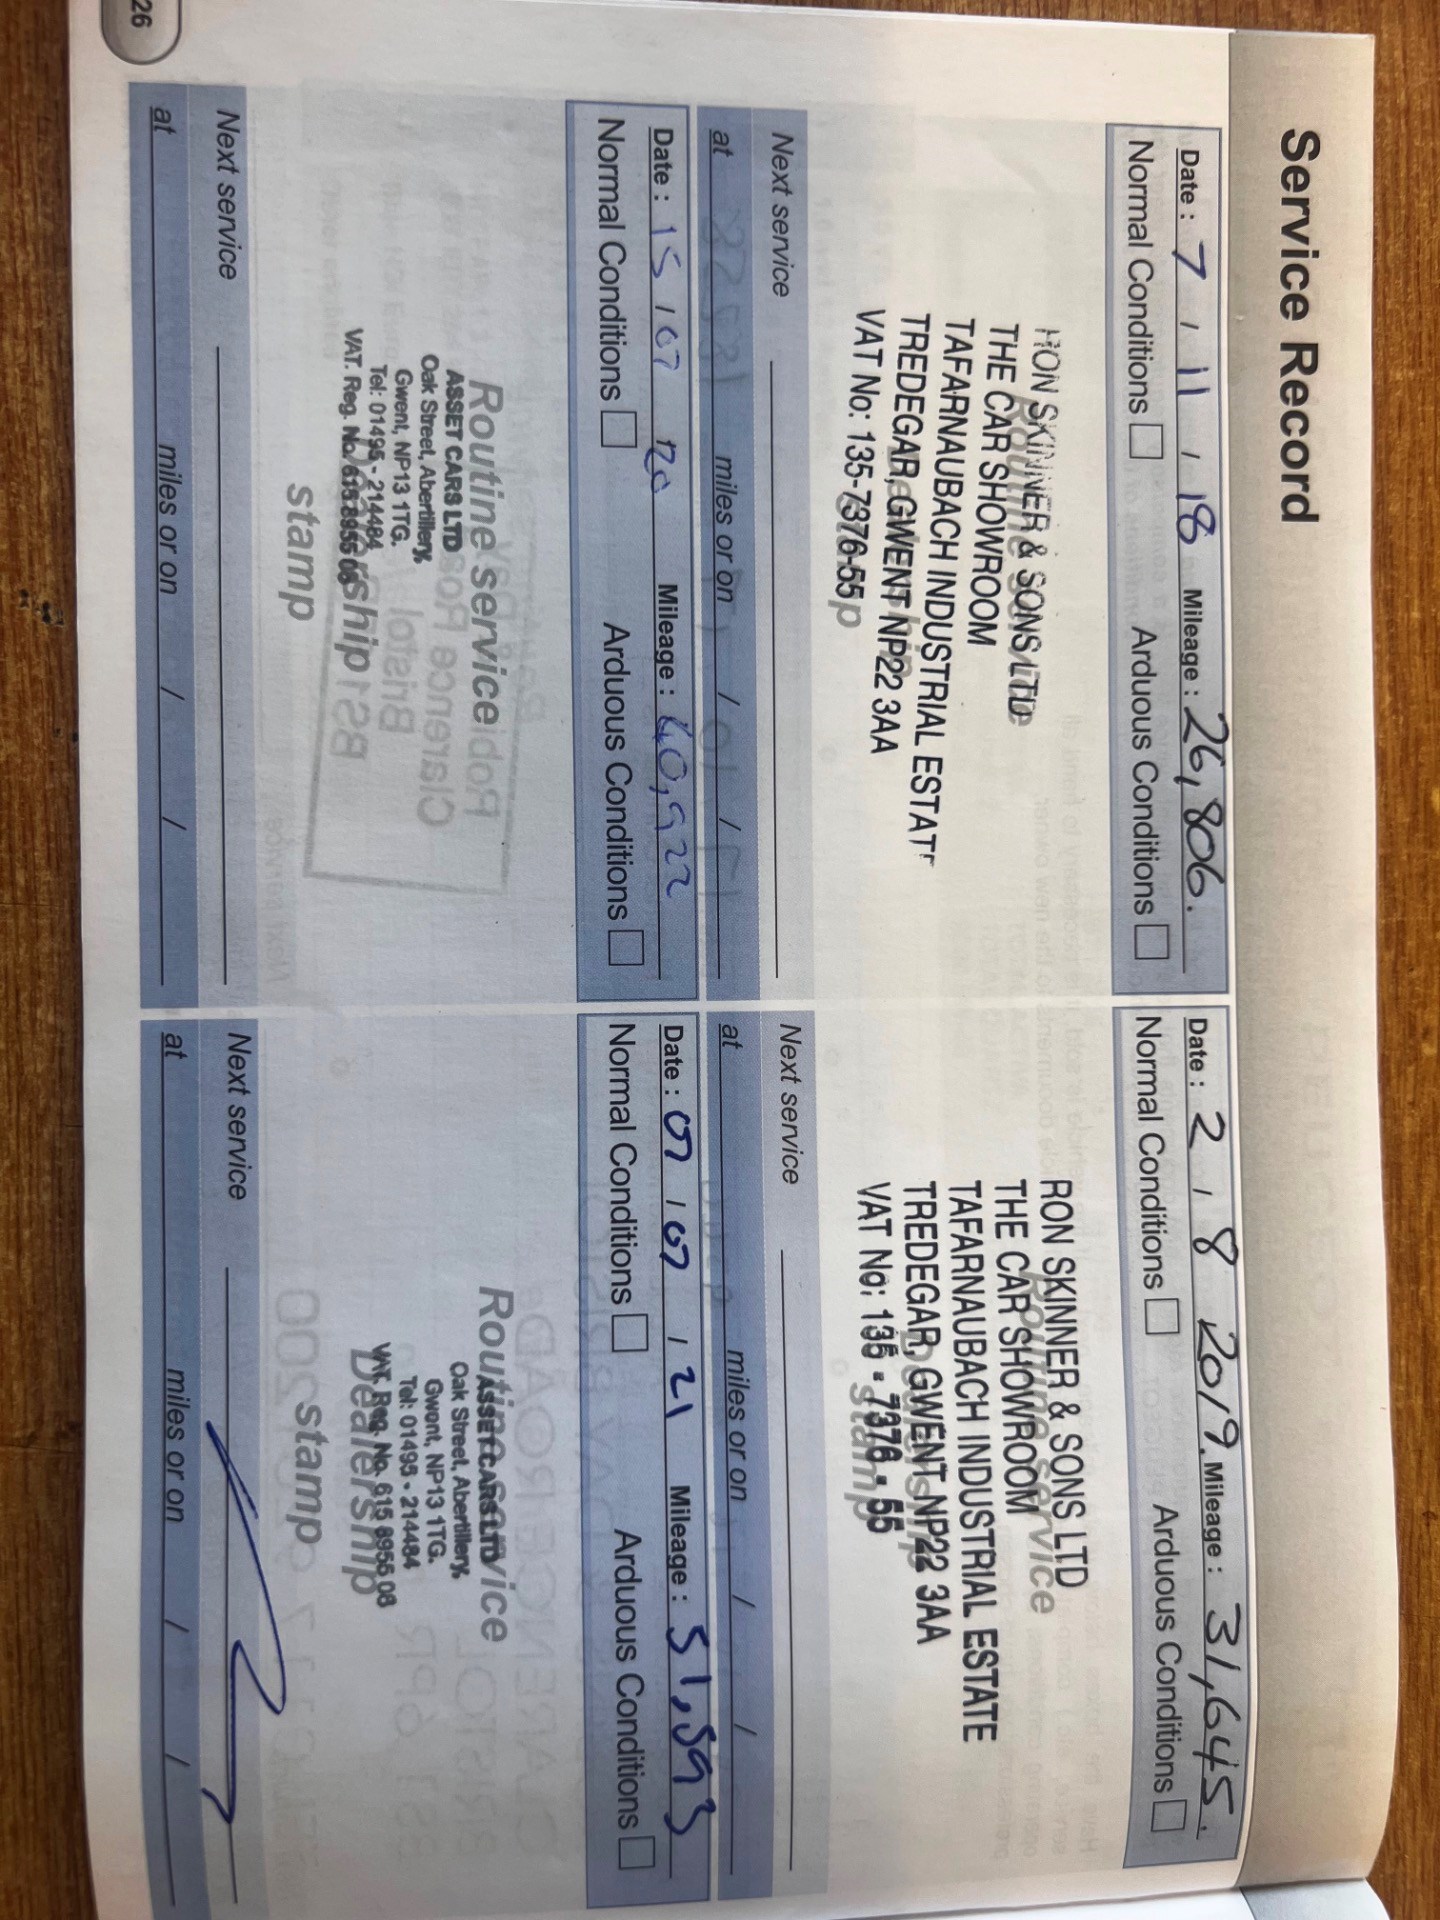 Service Record
Date : 7 / 11 / 18 Mileage : 26,806.
Normal Conditions Arduous Conditions
RON SKINNER & SONS LTD
THE CAR SHOWROOM
TAFARNAUBACH INDUSTRIAL ESTATE
TREDEGAR, GWENT NP22 3AA
VAT No: 135-7376-55
Next service
at miles or on / /
Date : 2 / 8 2019. Mileage : 31,645.
Normal Conditions Arduous Conditions
RON SKINNER & SONS LTD
THE CAR SHOWROOM
TAFARNAUBACH INDUSTRIAL ESTATE
TREDEGAR, GWENT NP22 3AA
VAT No: 135 - 7376 - 55
Routine service
Dealership
stamp
Next service
at miles or on / /
Date : 15 / 07 / 20 Mileage : 40,922
Normal Conditions Arduous Conditions
Routine service
ASSET CARS LTD
Oak Street, Abertillery,
Gwent, NP13 1TG.
Tel: 01495 - 214484
VAT. Reg. No. 615 8955 08
stamp
Next service
at miles or on / /
Date : 07 / 07 / 21 Mileage : 51,593
Normal Conditions Arduous Conditions
Routine service
ASSET CARS LTD
Oak Street, Abertillery,
Gwent, NP13 1TG.
Tel: 01495 - 214484
VAT. Reg. No. 615 8955 08
Dealership
stamp
Next service
at miles or on / /
26